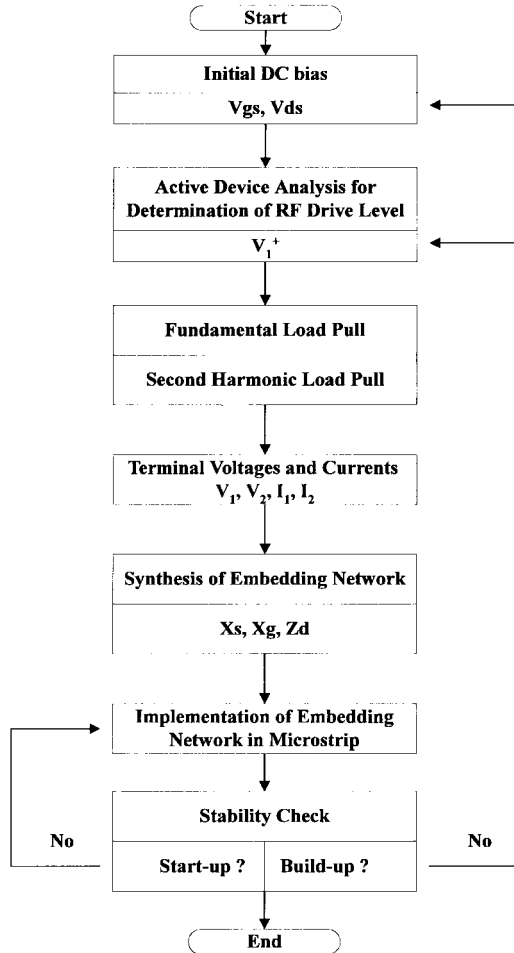 Start
Initial DC bias
Vgs, Vds
Active Device Analysis for
Determination of RF Drive Level
V₁⁺
Fundamental Load Pull
Second Harmonic Load Pull
Terminal Voltages and Currents
V₁, V₂, I₁, I₂
Synthesis of Embedding Network
Xs, Xg, Zd
Implementation of Embedding
Network in Microstrip
Stability Check
No
Start-up ?
Build-up ?
No
End